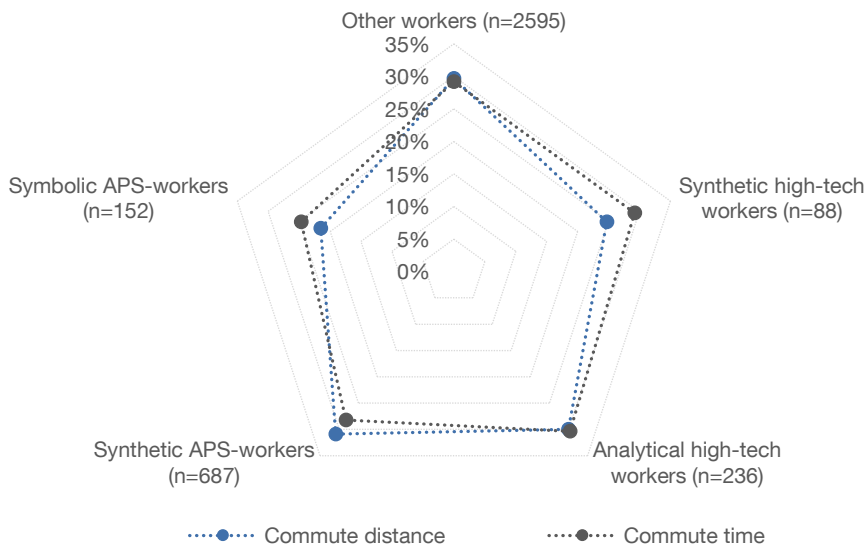 Other workers (n=2595)
35%
30%
25%
20%
15%
10%
5%
0%
Symbolic APS-workers
(n=152)
Synthetic high-tech
workers (n=88)
Synthetic APS-workers
(n=687)
Analytical high-tech
workers (n=236)
Commute distance
Commute time